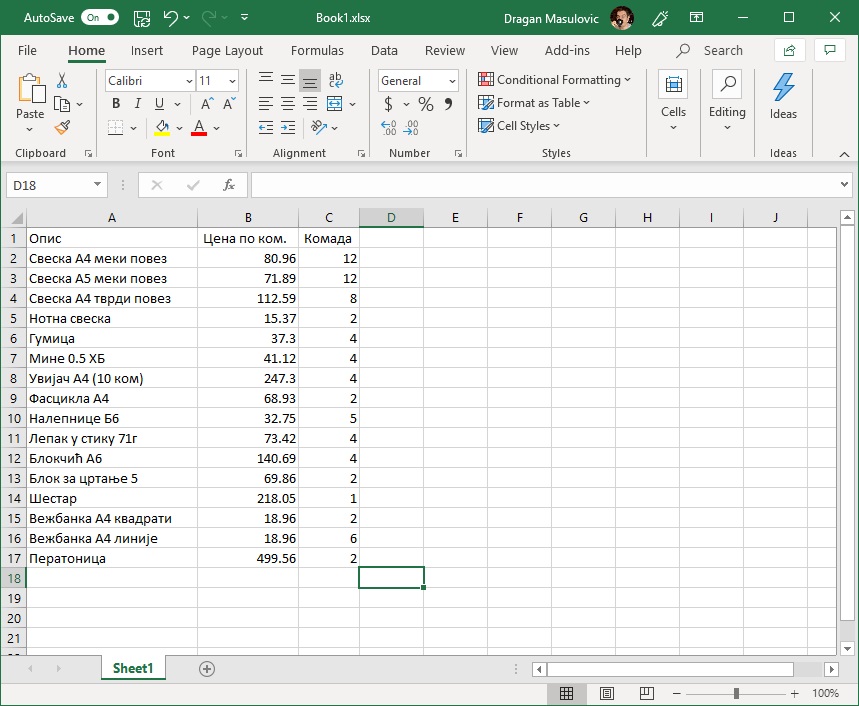 AutoSave On Book1.xlsx Dragan Masulovic
File Home Insert Page Layout Formulas Data Review View Add-ins Help Search
Paste
Clipboard
Calibri 11
B I U A A
A
Font
ab
Alignment
General
$ % 9
.00 .00
Number
Conditional Formatting
Format as Table
Cell Styles
Styles
Cells
Cells
Editing
Editing
Ideas
Ideas
D18 fx
A B C D E F G H I J
1 Опис Цена по ком. Комада
2 Свеска А4 меки повез 80.96 12
3 Свеска А5 меки повез 71.89 12
4 Свеска А4 тврди повез 112.59 8
5 Нотна свеска 15.37 2
6 Гумица 37.3 4
7 Мине 0.5 ХБ 41.12 4
8 Увијач А4 (10 ком) 247.3 4
9 Фасцикла А4 68.93 2
10 Налепнице Б6 32.75 5
11 Лепак у стику 71г 73.42 4
12 Блокчић А6 140.69 4
13 Блок за цртање 5 69.86 2
14 Шестар 218.05 1
15 Вежбанка А4 квадрати 18.96 2
16 Вежбанка А4 линије 18.96 6
17 Ператоница 499.56 2
18
19
20
21
Sheet1
100%